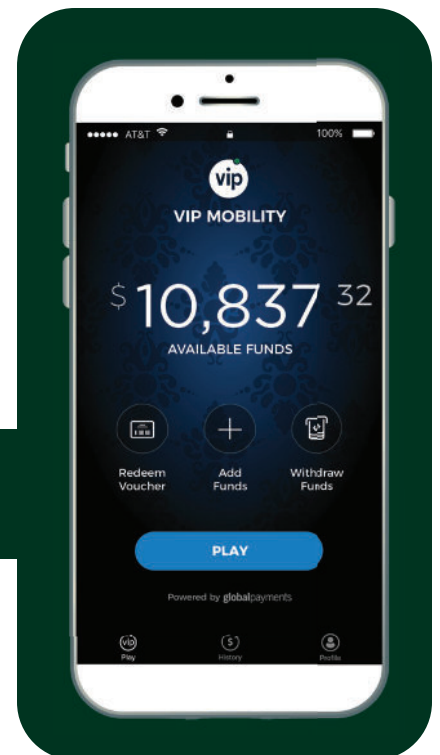 AT&T
100%
vip
VIP MOBILITY
$ 10,837 32
AVAILABLE FUNDS
Redeem Add Withdraw
Voucher Funds Funds
PLAY
Powered by globalpayments
vip $
Play History Profile